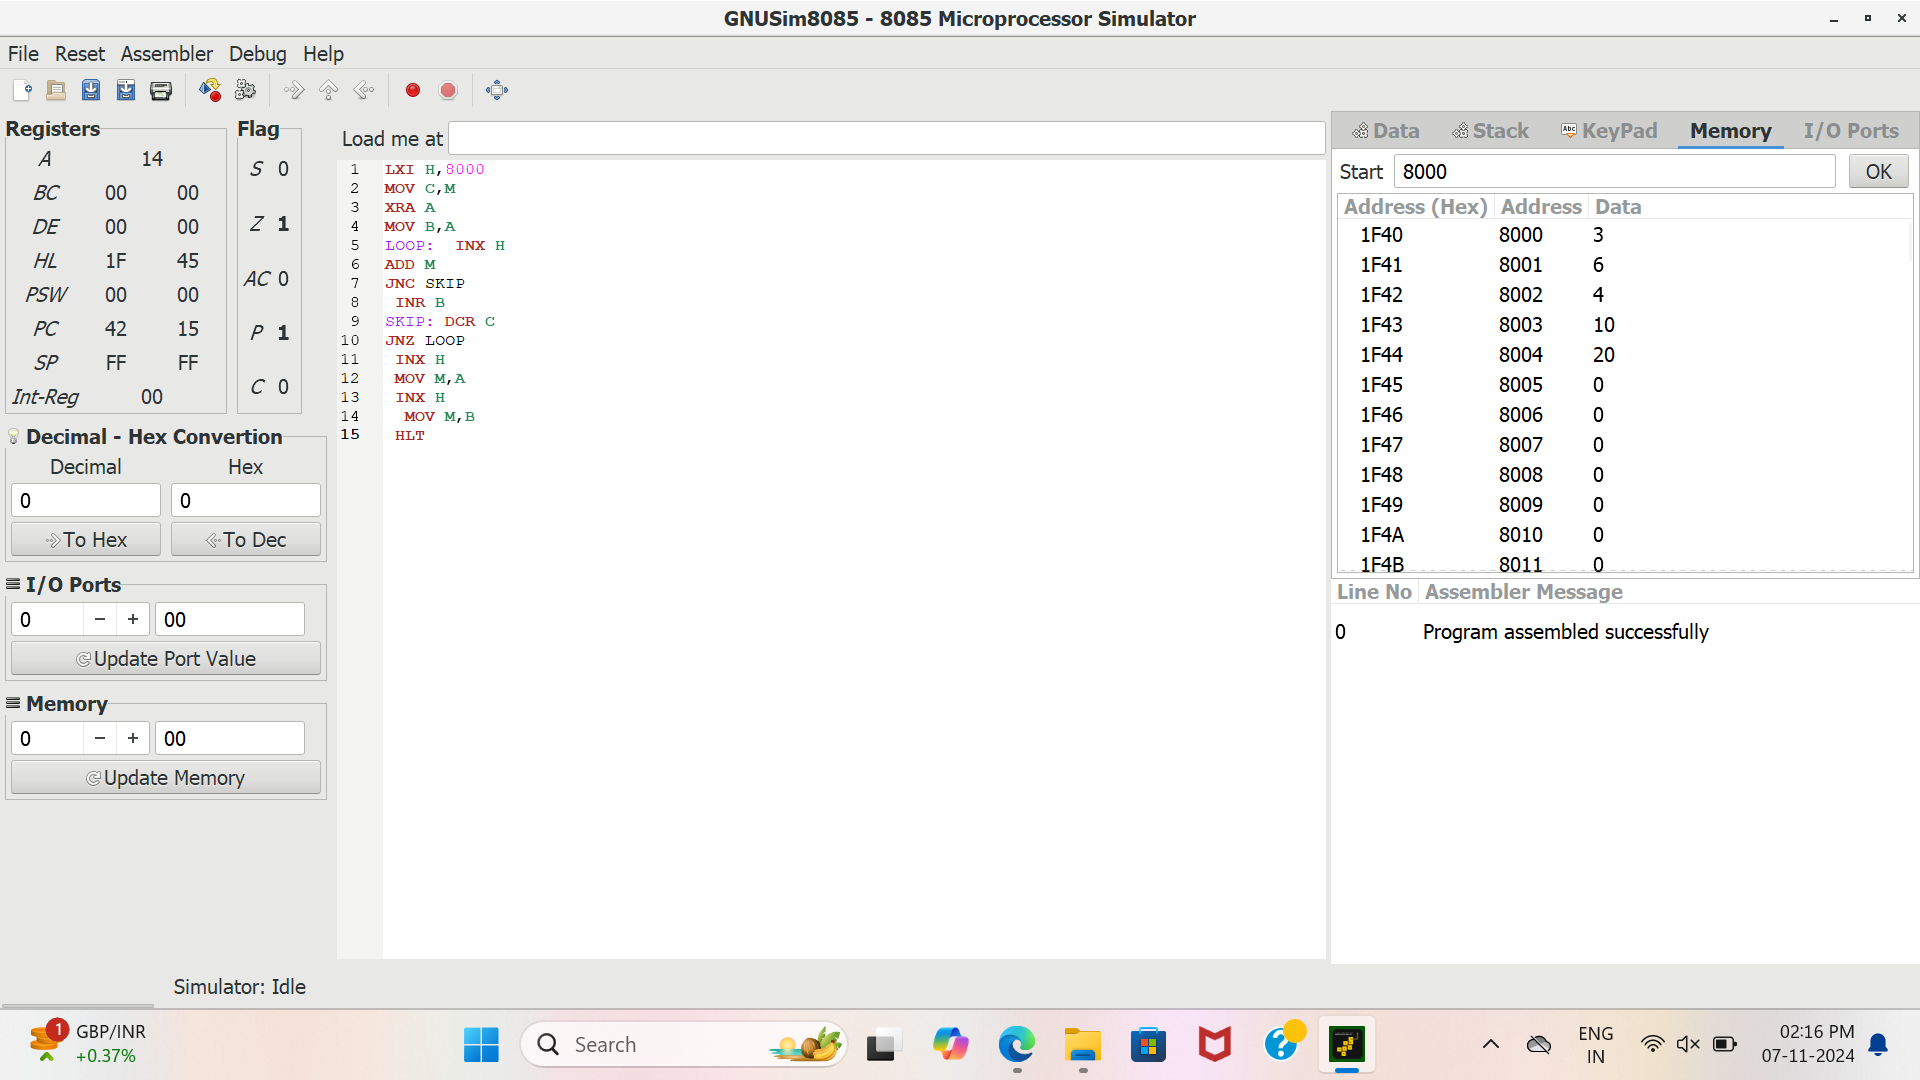 GNUSim8085 - 8085 Microprocessor Simulator
File Reset Assembler Debug Help
Registers
A 14
BC 00 00
DE 00 00
HL 1F 45
PSW 00 00
PC 42 15
SP FF FF
Int-Reg 00
Flag
S 0
Z 1
AC 0
P 1
C 0
Decimal - Hex Convertion
Decimal Hex
0 0
To Hex To Dec
I/O Ports
0 − + 00
Update Port Value
Memory
0 − + 00
Update Memory
Load me at
1 LXI H,8000
2 MOV C,M
3 XRA A
4 MOV B,A
5 LOOP: INX H
6 ADD M
7 JNC SKIP
8 INR B
9 SKIP: DCR C
10 JNZ LOOP
11 INX H
12 MOV M,A
13 INX H
14 MOV M,B
15 HLT
Data Stack Abc KeyPad Memory I/O Ports
Start 8000 OK
Address (Hex) Address Data
1F40 8000 3
1F41 8001 6
1F42 8002 4
1F43 8003 10
1F44 8004 20
1F45 8005 0
1F46 8006 0
1F47 8007 0
1F48 8008 0
1F49 8009 0
1F4A 8010 0
1F4B 8011 0
Line No Assembler Message
0 Program assembled successfully
Simulator: Idle
1 GBP/INR
+0.37%
Search
ENG
IN
02:16 PM
07-11-2024